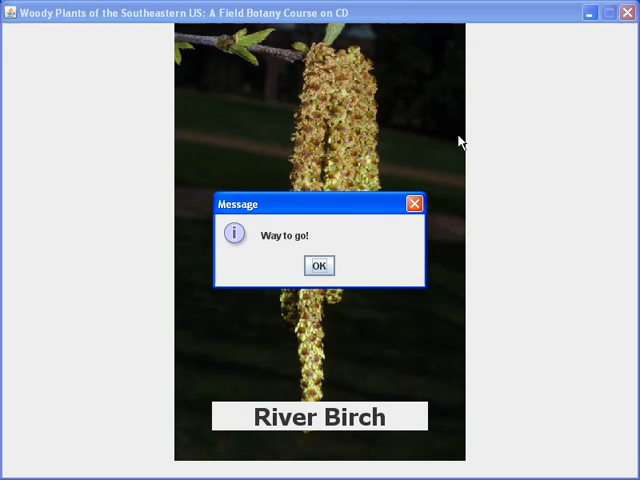 Woody Plants of the Southeastern US: A Field Botany Course on CD
Message
i
Way to go!
OK
River Birch